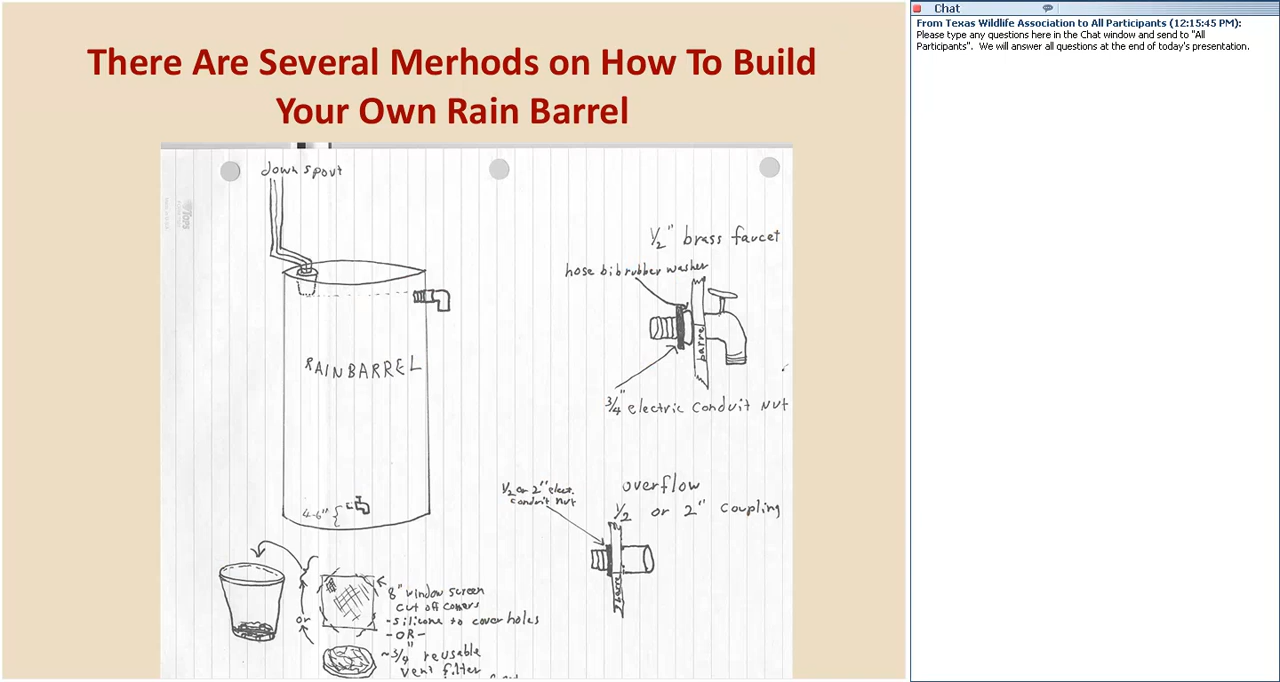 There Are Several Merhods on How To Build
Your Own Rain Barrel
down spout
RAINBARREL
4-6"
1/2" brass faucet
hose bib rubber washer
barrel
3/4" electric conduit nut
overflow
1/2 or 2" coupling
1/2 or 2" elect.
conduit nut
barrel
or
8" window screen
cut off corners
-silicone to cover holes
-OR-
~3/4" reusable
vent filter
Chat
From Texas Wildlife Association to All Participants (12:15:45 PM):
Please type any questions here in the Chat window and send to "All
Participants". We will answer all questions at the end of today's presentation.